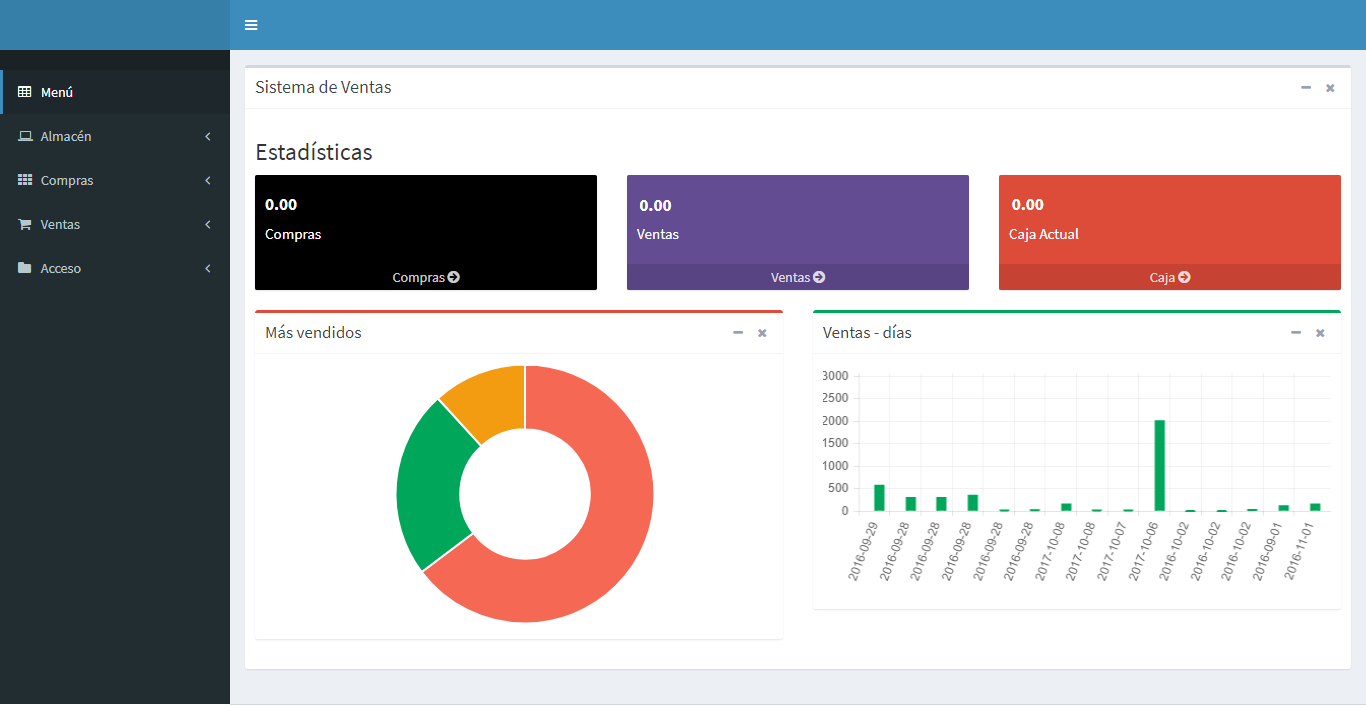 Menú
Almacén
Compras
Ventas
Acceso
Sistema de Ventas
Estadísticas
0.00
Compras
Compras
0.00
Ventas
Ventas
0.00
Caja Actual
Caja
Más vendidos
Ventas - días
3000
2500
2000
1500
1000
500
0
2016-09-29
2016-09-28
2016-09-28
2016-09-28
2016-09-28
2016-09-28
2017-10-08
2017-10-08
2017-10-07
2017-10-06
2016-10-02
2016-10-02
2016-10-02
2016-09-01
2016-11-01